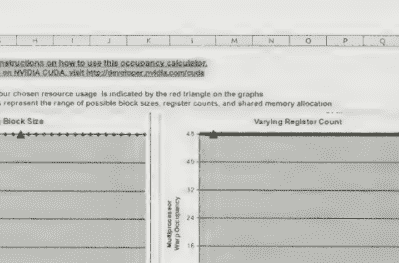 H I J K L M N O P Q
nstructions on how to use this occupancy calculator.
on NVIDIA CUDA, visit http://developer.nvidia.com/cuda
our chosen resource usage is indicated by the red triangle on the graphs
represent the range of possible block sizes, register counts, and shared memory allocation
Block Size
Varying Register Count
48
32
24
16
Multiprocessor
Warp Occupancy